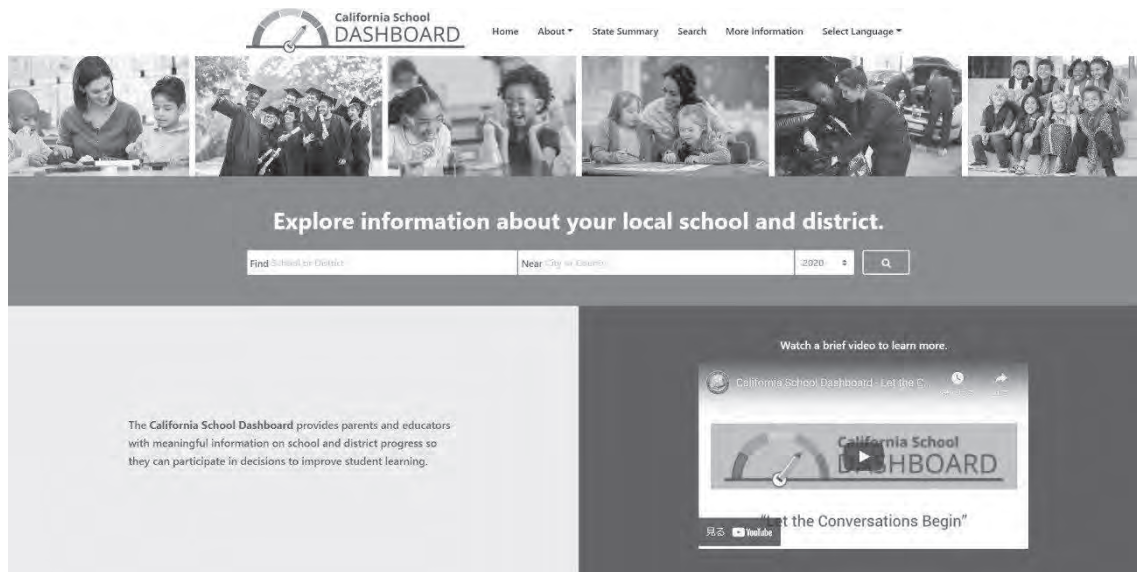 California School
DASHBOARD
Home About State Summary Search More Information Select Language
Explore information about your local school and district.
Find School or District
Near City or County
2020
Watch a brief video to learn more.
California School Dashboard - Let the C...
The California School Dashboard provides parents and educators
with meaningful information on school and district progress so
they can participate in decisions to improve student learning.
California School
DASHBOARD
"Let the Conversations Begin"
見る YouTube